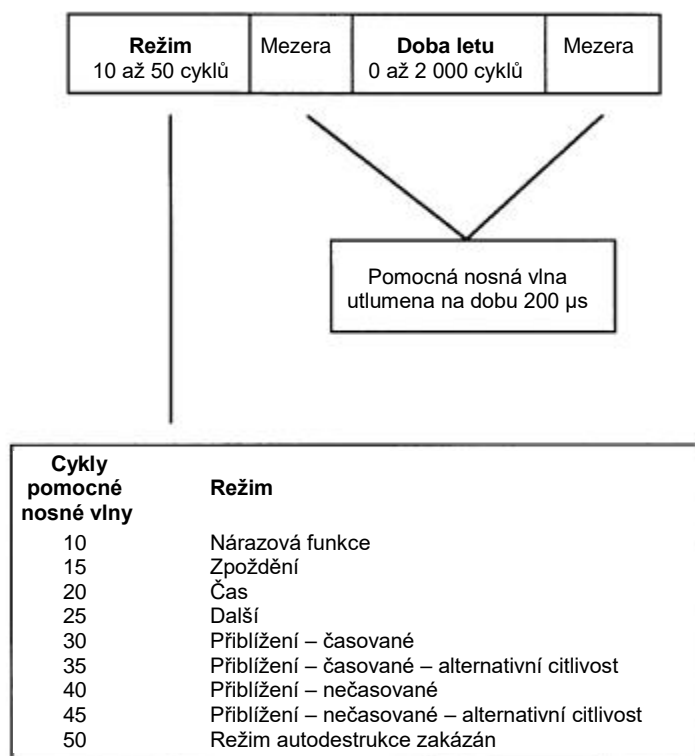 Režim Mezera Doba letu Mezera
10 až 50 cyklů 0 až 2 000 cyklů
Pomocná nosná vlna
utlumena na dobu 200 µs
Cykly
pomocné Režim
nosné vlny
10 Nárazová funkce
15 Zpoždění
20 Čas
25 Další
30 Přiblížení – časované
35 Přiblížení – časované – alternativní citlivost
40 Přiblížení – nečasované
45 Přiblížení – nečasované – alternativní citlivost
50 Režim autodestrukce zakázán